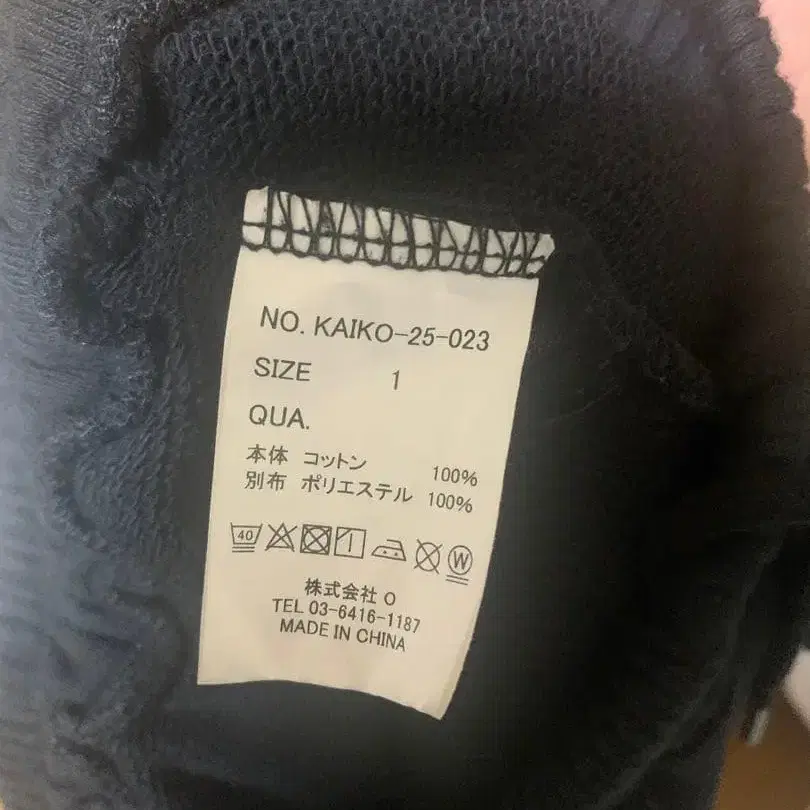 NO. KAIKO-25-023
SIZE 1
QUA.
本体 コットン 100%
別布 ポリエステル 100%
40 W
株式会社 O
TEL 03-6416-1187
MADE IN CHINA